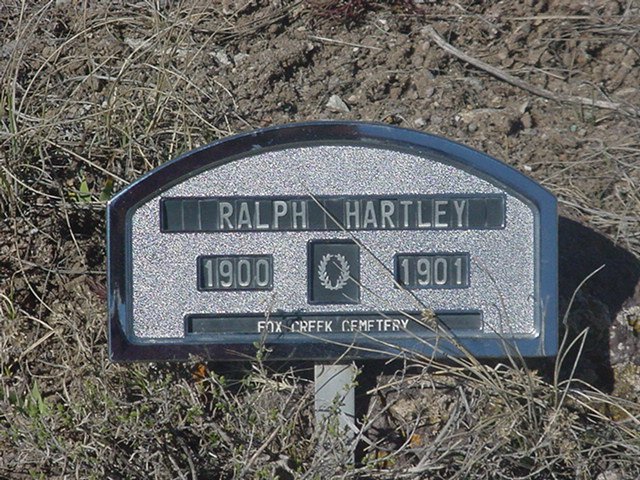 RALPH HARTLEY
1900 1901
FOX CREEK CEMETERY